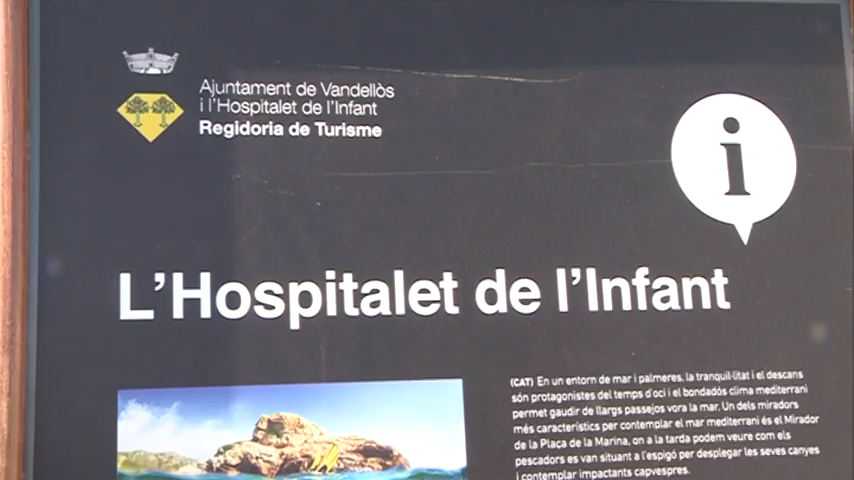 Ajuntament de Vandellòs
i l'Hospitalet de l'Infant
Regidoria de Turisme
i
L'Hospitalet de l'Infant
(CAT) En un entorn de mar i palmeres, la tranquil·litat i el descans
són protagonistes del temps d'oci i el bondadós clima mediterrani
permet gaudir de llargs passejos vora la mar. Un dels miradors
més característics per contemplar el mar mediterrani és el Mirador
de la Plaça de la Marina, on a la tarda podem veure com els
pescadors es van situant a l'espigó per desplegar les seves canyes
i contemplar impactants capvespres.